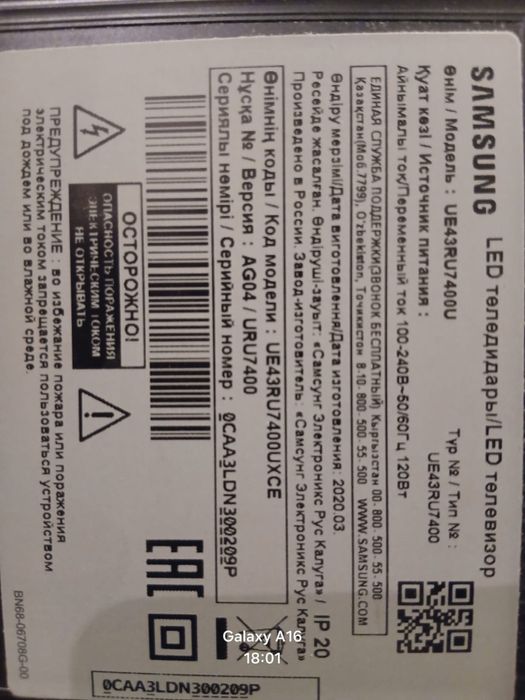 SAMSUNG LED теледидары/LED телевизор
Өнім / Модель : UE43RU7400U
Тұр № / Тип № : UE43RU7400
Қуат көзі / Источник питания :
Айнымалы ток/Переменный ток 100-240В~50/60Гц 120Вт
ЕДИНАЯ СЛУЖБА ПОДДЕРЖКИ(ЗВОНОК БЕСПЛАТНЫЙ) Кыргызстан 00-800-500-55-500
Казақстан(Моб.7799), O'zbekiston, Точикистон 8-10-800-500-55-500 WWW.SAMSUNG.COM
Өндіру мерзімі/Дата виготовлення/Дата изготовления: 2020.03.
Ресейде жасалған. Өндіруші-зауыт: «Самсунг Электроникс Рус Калуга» /
Произведено в России. Завод-изготовитель: «Самсунг Электроникс Рус Калуга»
IP 20
Өнімнің коды / Код модели : UE43RU7400UXCE
Нұсқа № / Версия : AG04 / URU7400
Сериялы нөмірі / Серийный номер : 0CAA3LDN300209P
EAC
ОСТОРОЖНО!
ОПАСНОСТЬ ПОРАЖЕНИЯ
ЭЛЕКТРИЧЕСКИМ ТОКОМ
НЕ ОТКРЫВАТЬ
ПРЕДУПРЕЖДЕНИЕ : во избежание пожара или поражения
электрическим током запрещается пользоваться устройством
под дождем или во влажной среде.
BN68-06708G-00
0CAA3LDN300209P
Galaxy A16
18:01